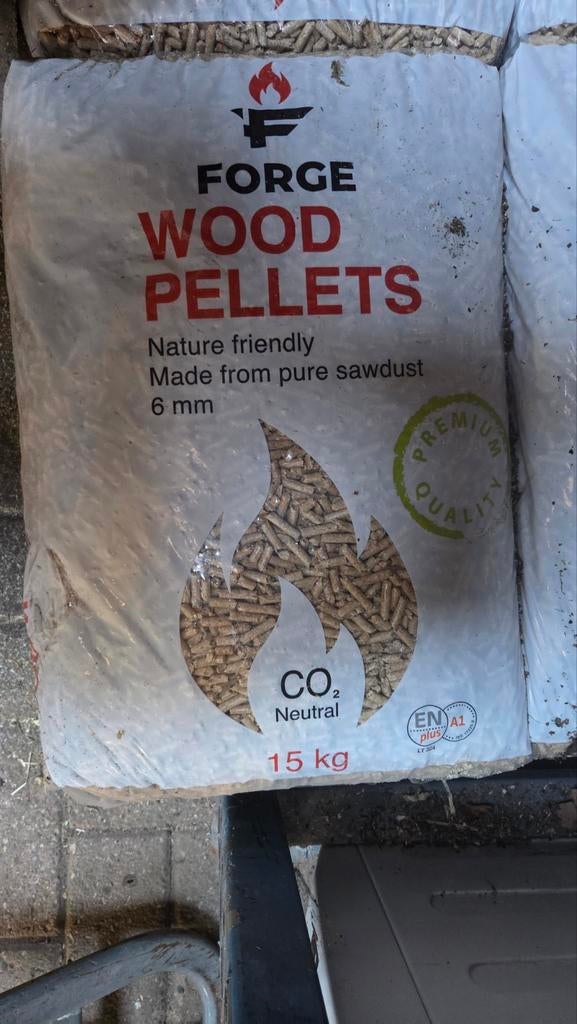 FORGE
WOOD
PELLETS
Nature friendly
Made from pure sawdust
6 mm
PREMIUM
QUALITY
CO₂
Neutral
EN
plus
A1
15 kg